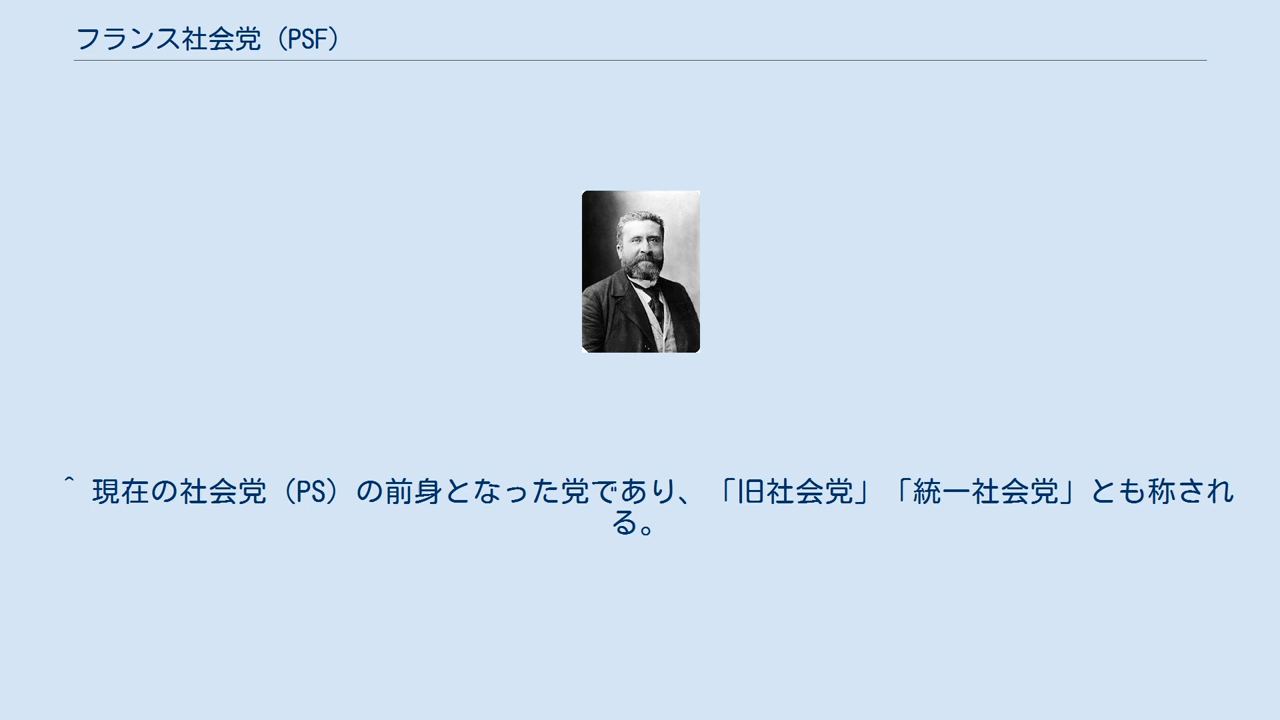 フランス社会党（PSF）
^ 現在の社会党（PS）の前身となった党であり、「旧社会党」「統一社会党」とも称され
る。